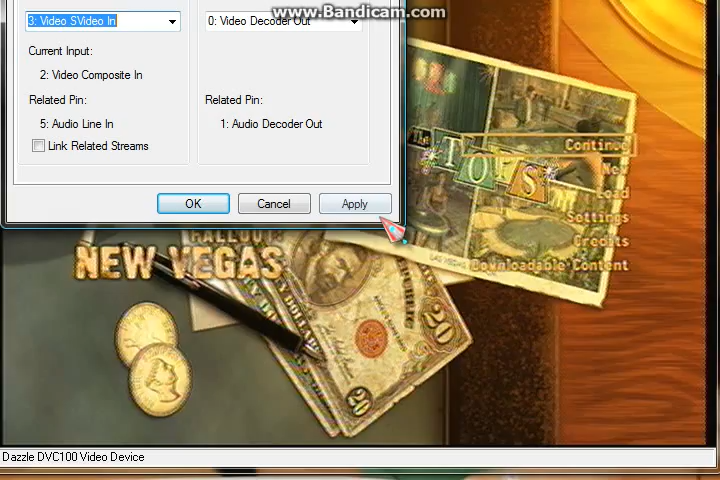 www.Bandicam.com
3: Video SVideo In
0: Video Decoder Out
Current Input:
2: Video Composite In
Related Pin:
Related Pin:
5: Audio Line In
1: Audio Decoder Out
Link Related Streams
OK
Cancel
Apply
The
TOPS
Continue
New
Load
Settings
Credits
Downloadable Content
FALLOUT
NEW VEGAS
20
20
Dazzle DVC100 Video Device